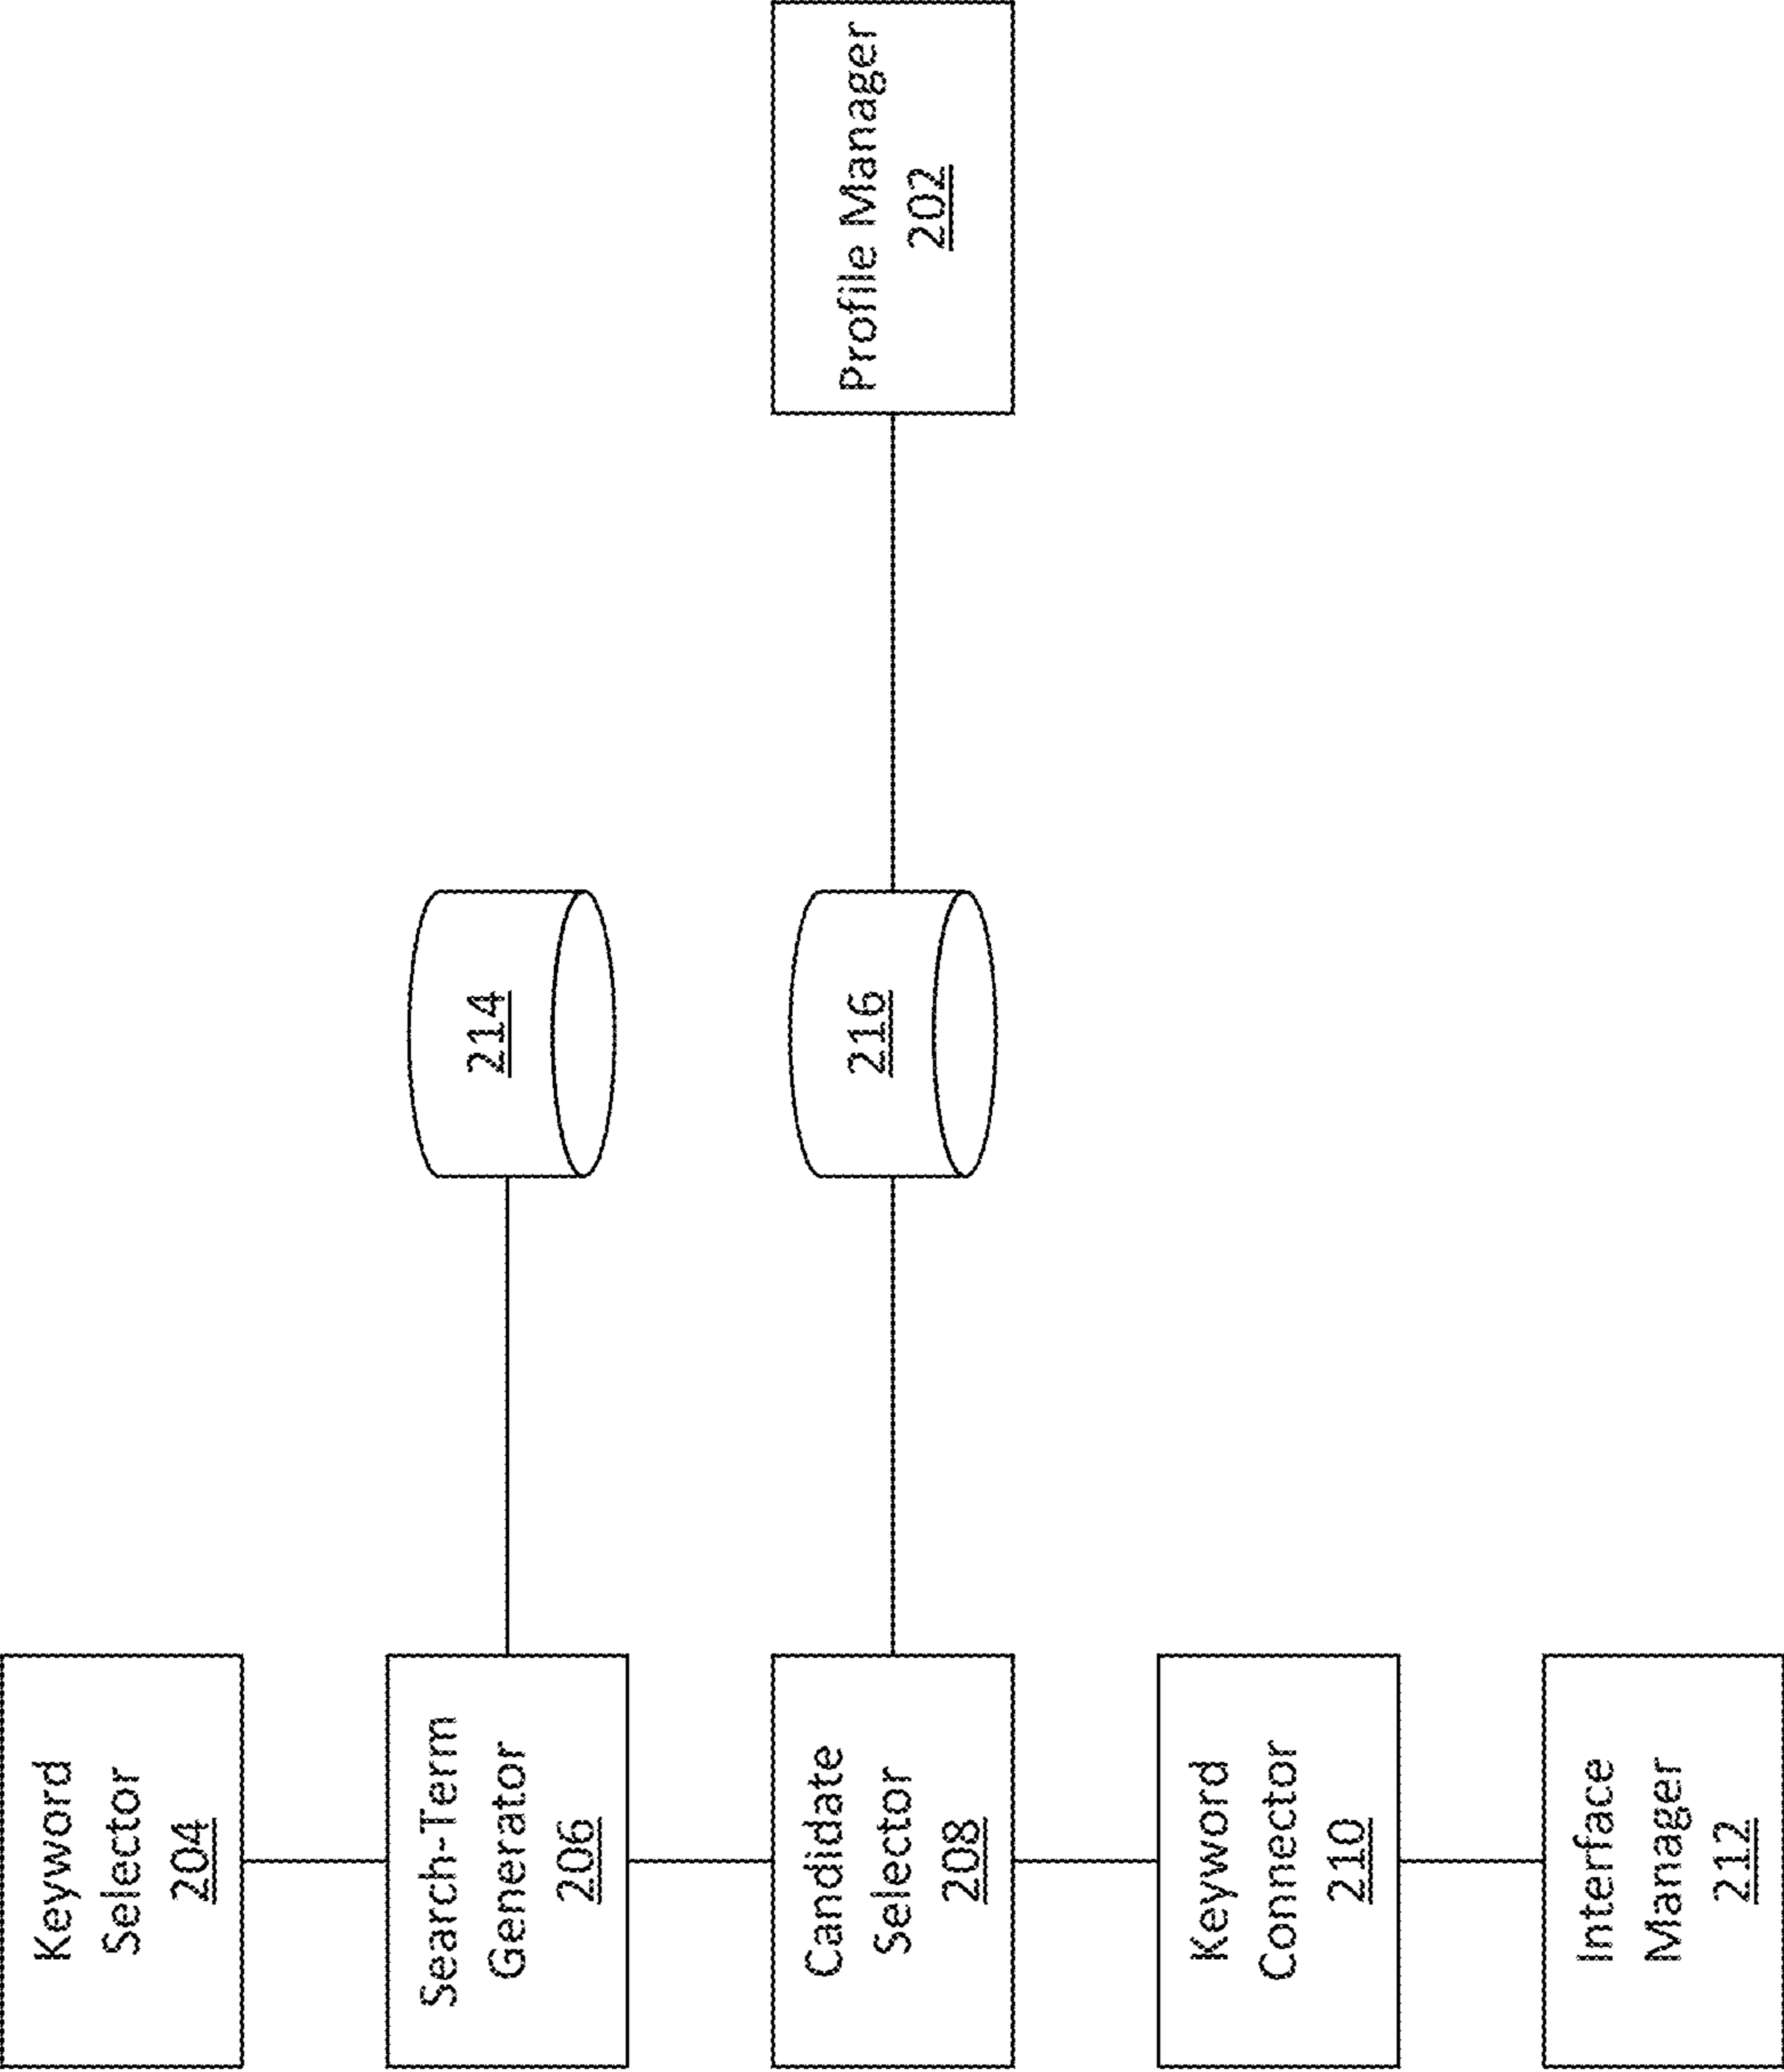 Keyword
Selector
204
Search-Term
Generator
206
214
Candidate
Selector
208
216
Profile Manager
202
Keyword
Connector
210
Interface
Manager
212